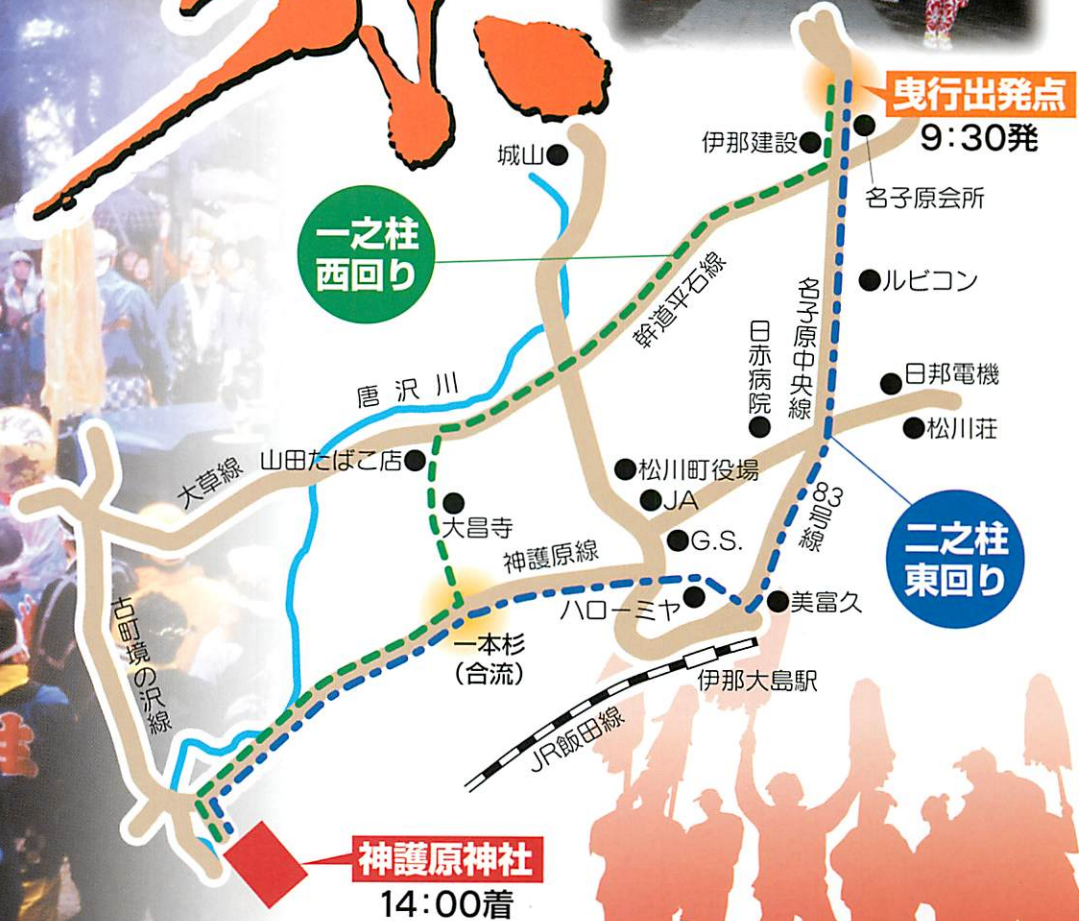 曳行出発点
9:30発
伊那建設
名子原会所
城山
一之柱
西回り
幹道平石線
名子原中央線
ルビコン
日赤病院
日邦電機
松川荘
唐沢川
山田たばこ店
大草線
松川町役場
JA
大昌寺
G.S.
83号線
二之柱
東回り
神護原線
ハローミヤ
美富久
一本杉
(合流)
伊那大島駅
JR飯田線
古町境の沢線
神護原神社
14:00着